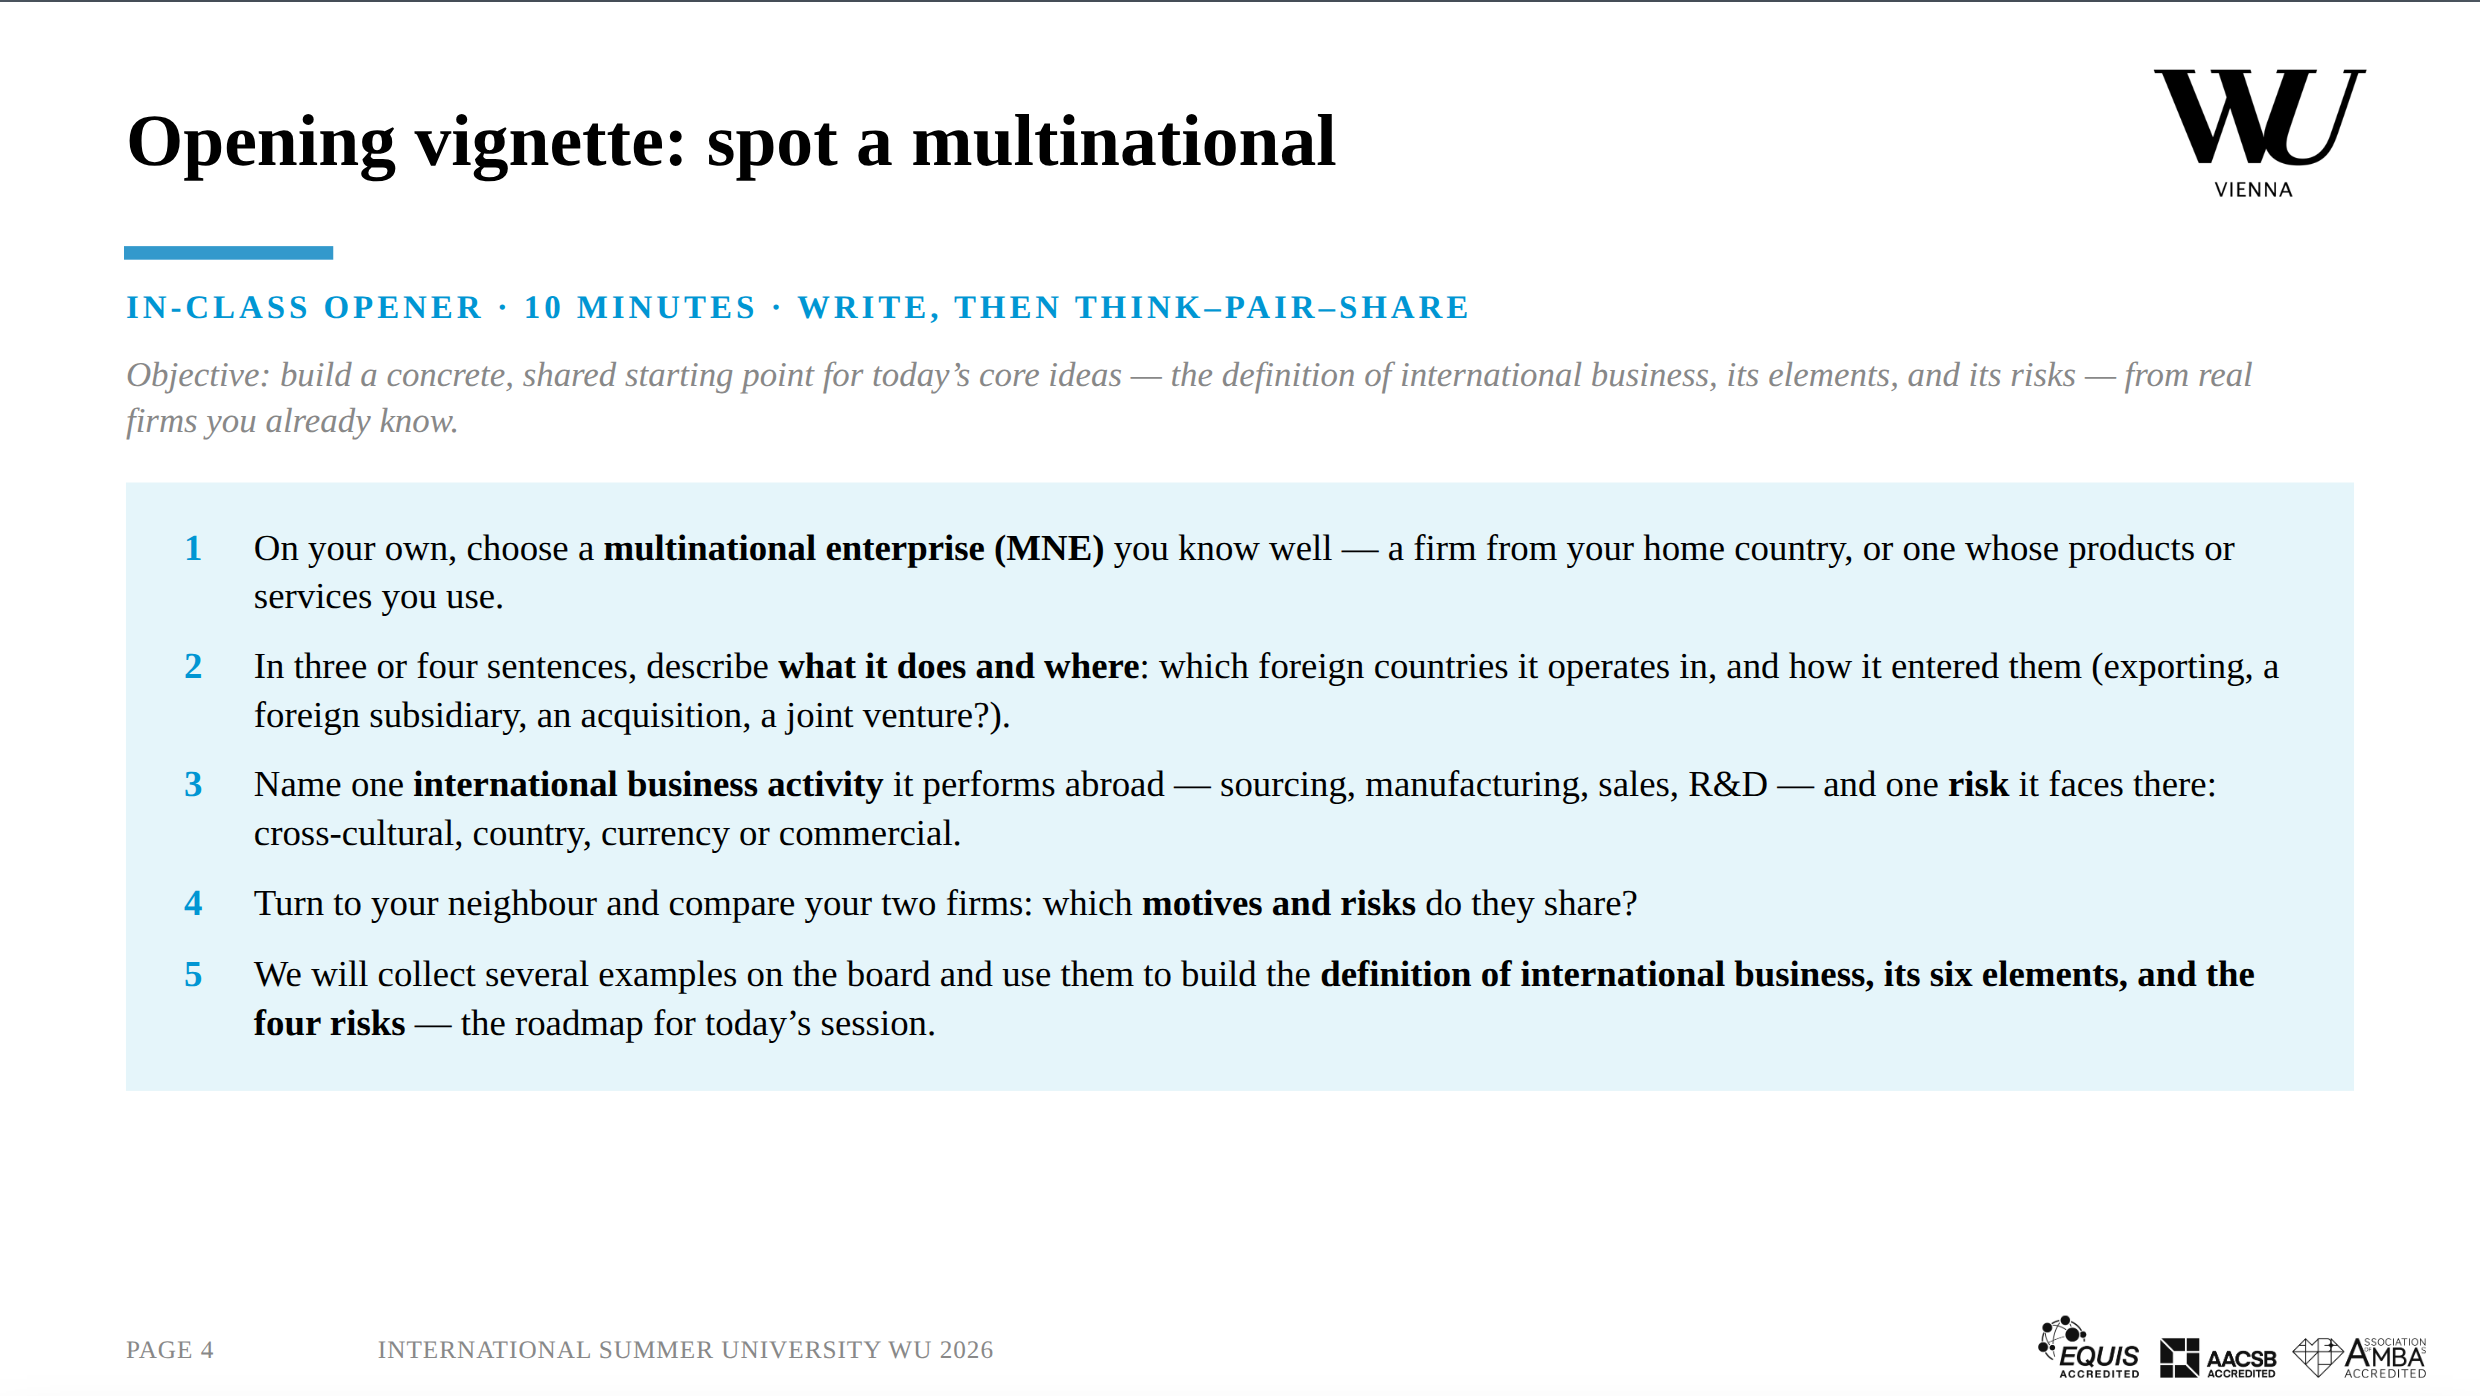 Opening vignette: spot a multinational
WU
VIENNA
IN-CLASS OPENER · 10 MINUTES · WRITE, THEN THINK–PAIR–SHARE
Objective: build a concrete, shared starting point for today’s core ideas — the definition of international business, its elements, and its risks — from real
firms you already know.
1 On your own, choose a multinational enterprise (MNE) you know well — a firm from your home country, or one whose products or
services you use.
2 In three or four sentences, describe what it does and where: which foreign countries it operates in, and how it entered them (exporting, a
foreign subsidiary, an acquisition, a joint venture?).
3 Name one international business activity it performs abroad — sourcing, manufacturing, sales, R&D — and one risk it faces there:
cross-cultural, country, currency or commercial.
4 Turn to your neighbour and compare your two firms: which motives and risks do they share?
5 We will collect several examples on the board and use them to build the definition of international business, its six elements, and the
four risks — the roadmap for today’s session.
PAGE 4 INTERNATIONAL SUMMER UNIVERSITY WU 2026
EQUIS
ACCREDITED
AACSB
ACCREDITED
ASSOCIATION
OF MBAS
ACCREDITED